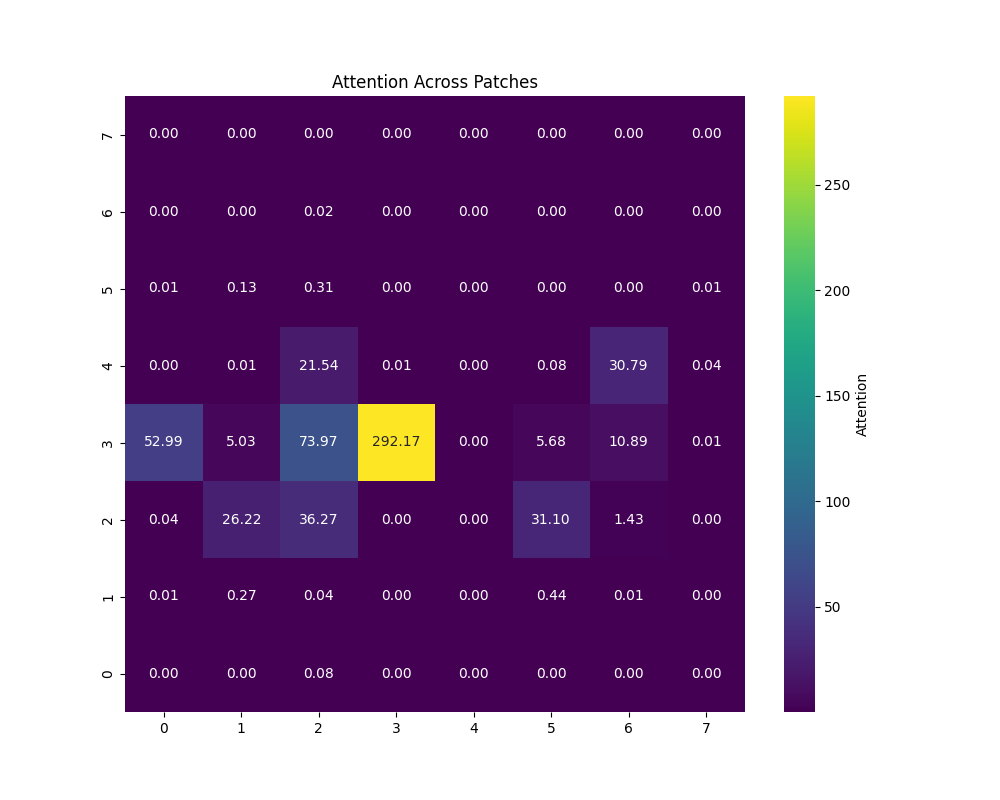 Attention Across Patches
7 0.00 0.00 0.00 0.00 0.00 0.00 0.00 0.00
6 0.00 0.00 0.02 0.00 0.00 0.00 0.00 0.00
5 0.01 0.13 0.31 0.00 0.00 0.00 0.00 0.01
4 0.00 0.01 21.54 0.01 0.00 0.08 30.79 0.04
3 52.99 5.03 73.97 292.17 0.00 5.68 10.89 0.01
2 0.04 26.22 36.27 0.00 0.00 31.10 1.43 0.00
1 0.01 0.27 0.04 0.00 0.00 0.44 0.01 0.00
0 0.00 0.00 0.08 0.00 0.00 0.00 0.00 0.00
0 1 2 3 4 5 6 7
250
200
150
100
50
Attention